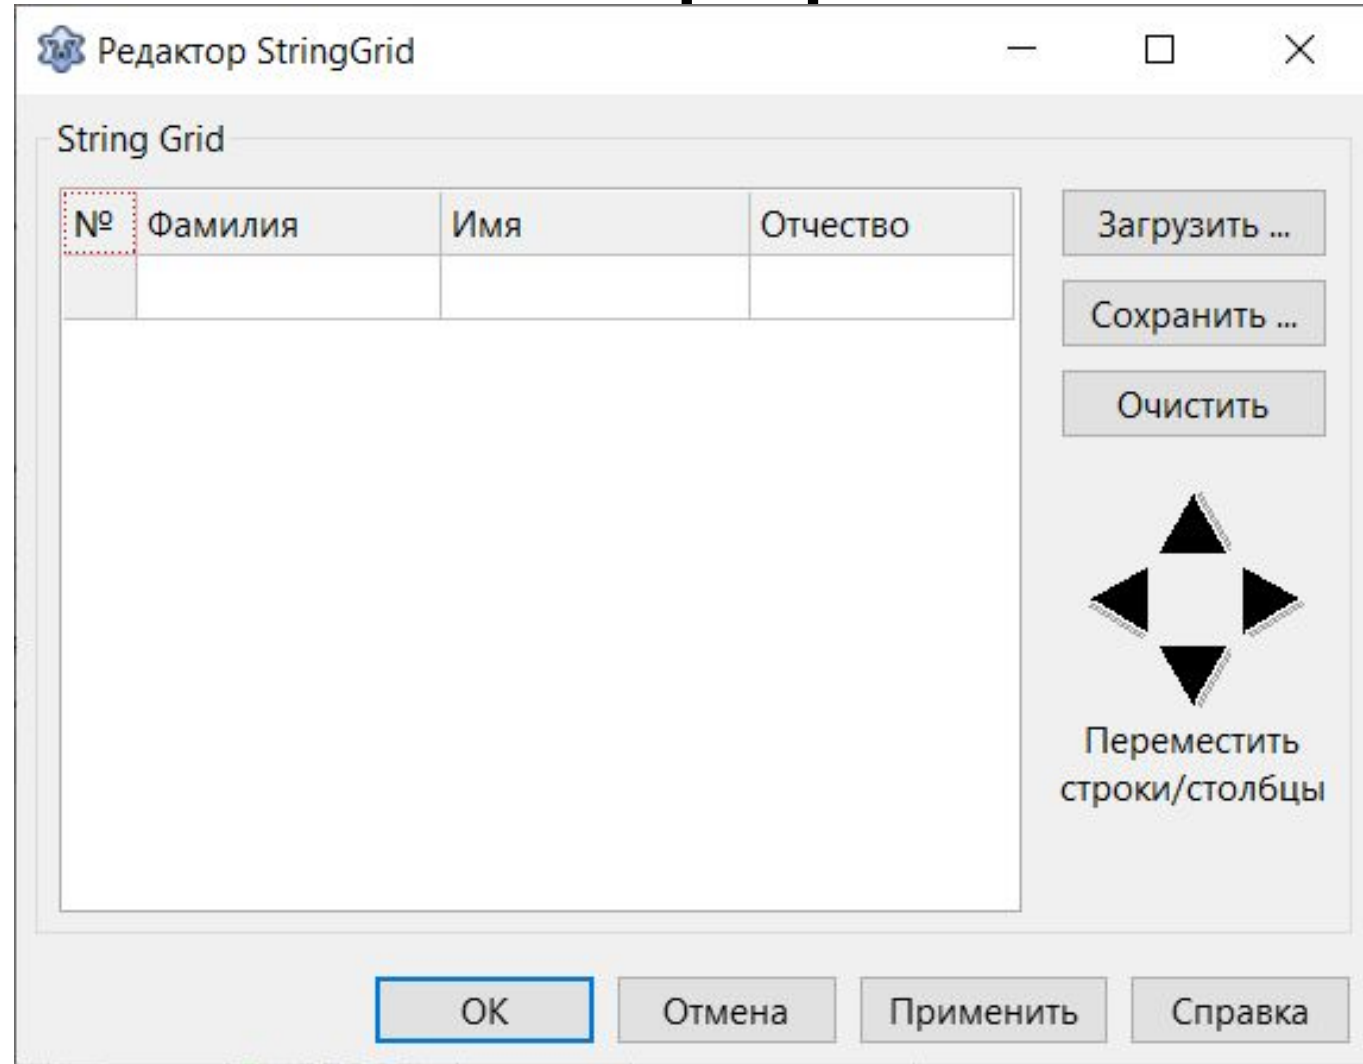 Редактор StringGrid
String Grid
№ Фамилия Имя Отчество
Загрузить ...
Сохранить ...
Очистить
Переместить
строки/столбцы
OK Отмена Применить Справка